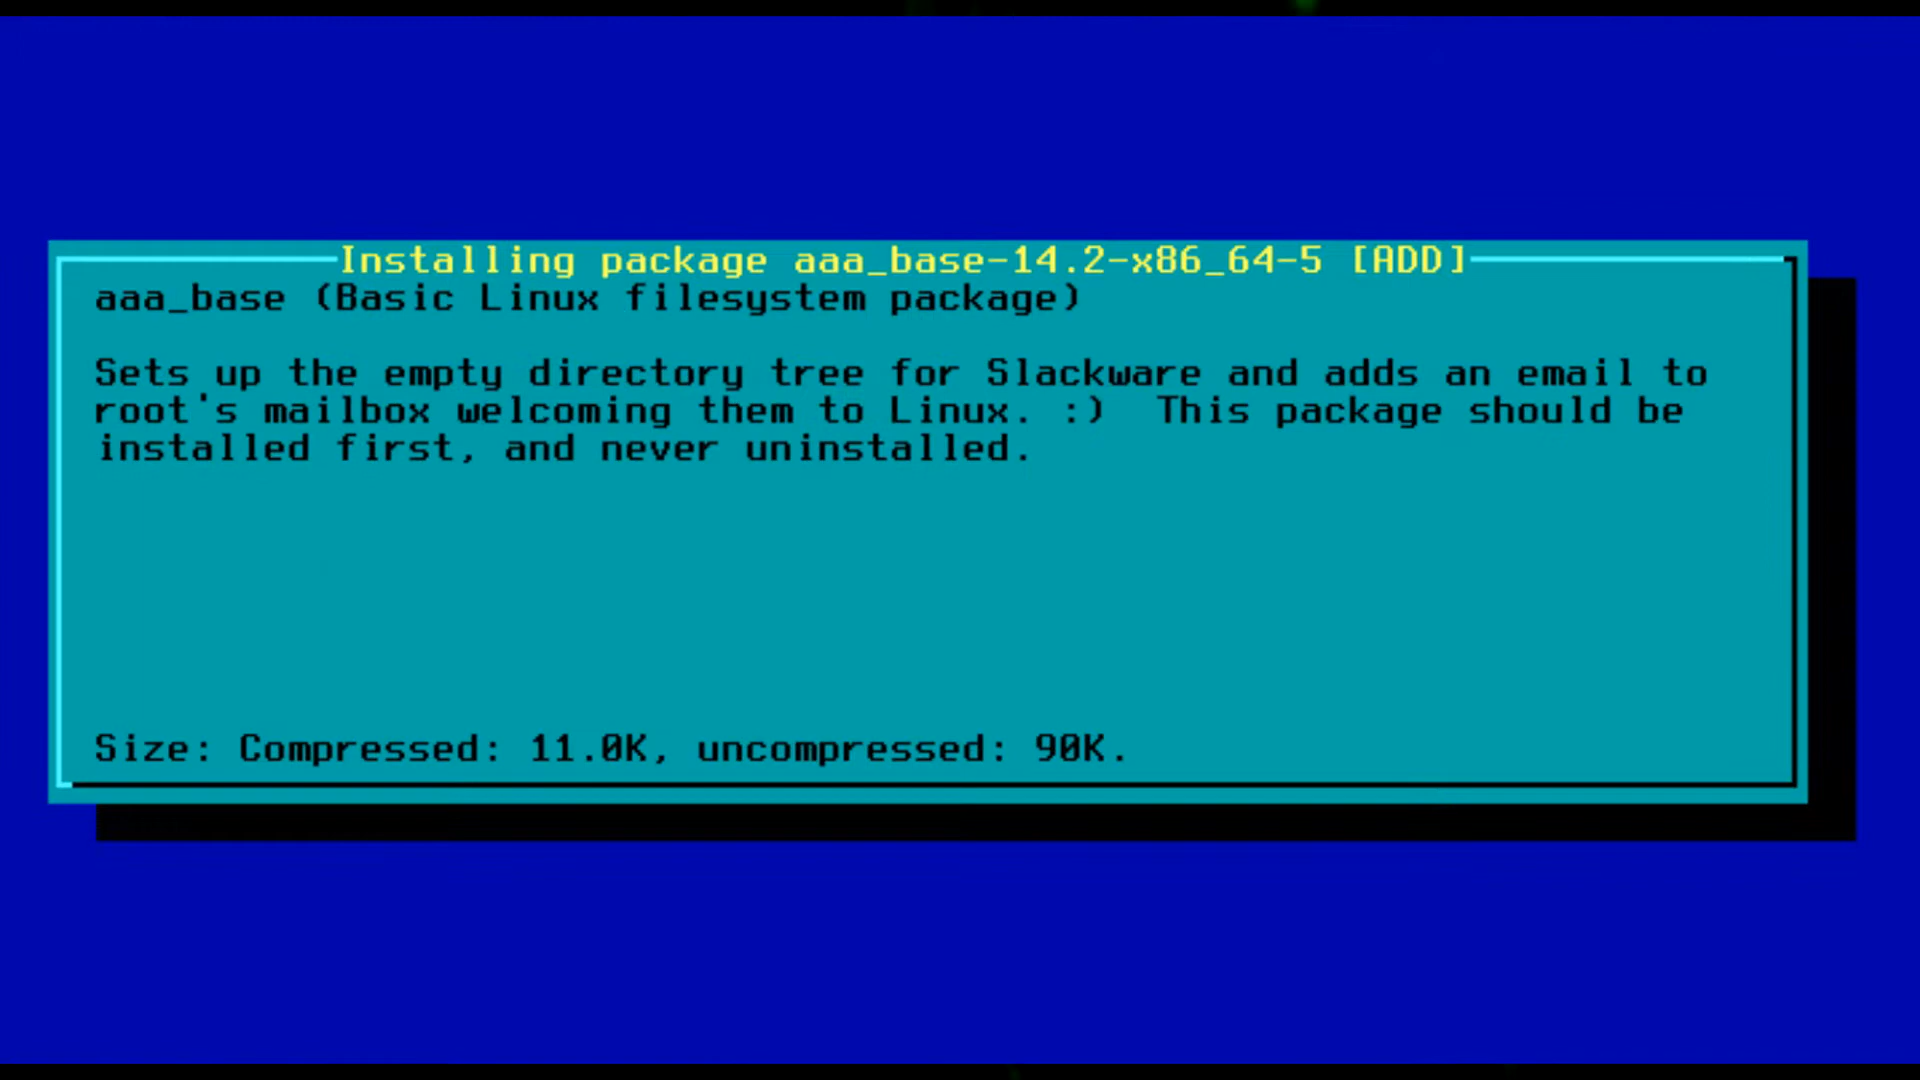 Installing package aaa_base-14.2-x86_64-5 [ADD]
aaa_base (Basic Linux filesystem package)
Sets up the empty directory tree for Slackware and adds an email to
root's mailbox welcoming them to Linux. :)  This package should be
installed first, and never uninstalled.
Size: Compressed: 11.0K, uncompressed: 90K.